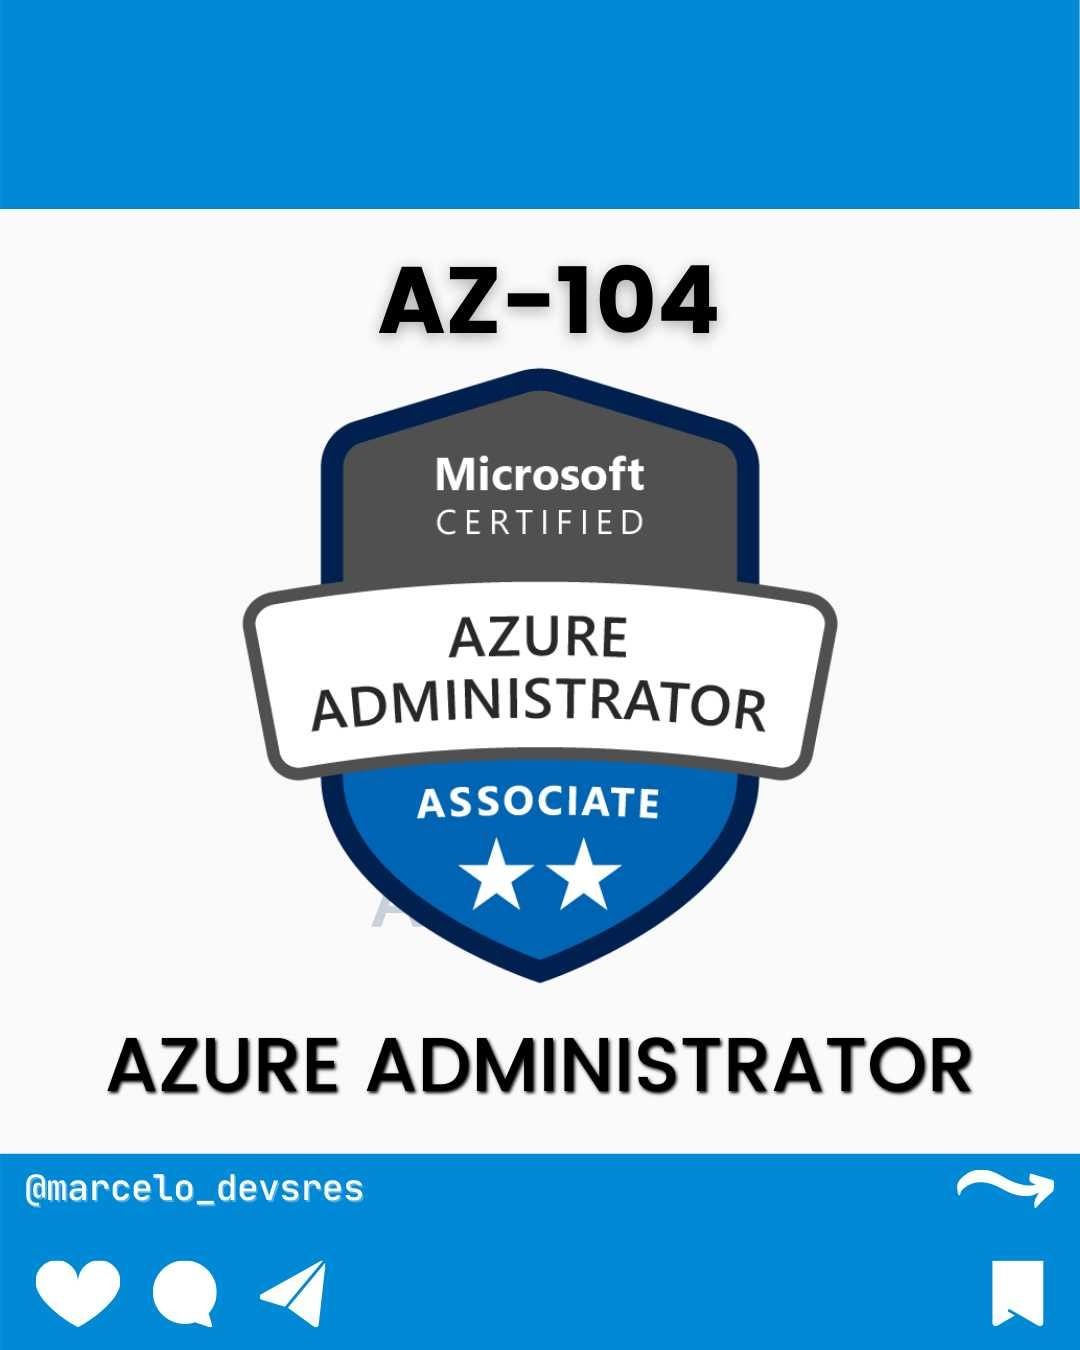 AZ-104
Microsoft
CERTIFIED
AZURE
ADMINISTRATOR
ASSOCIATE
AZURE ADMINISTRATOR
@marcelo_devsres